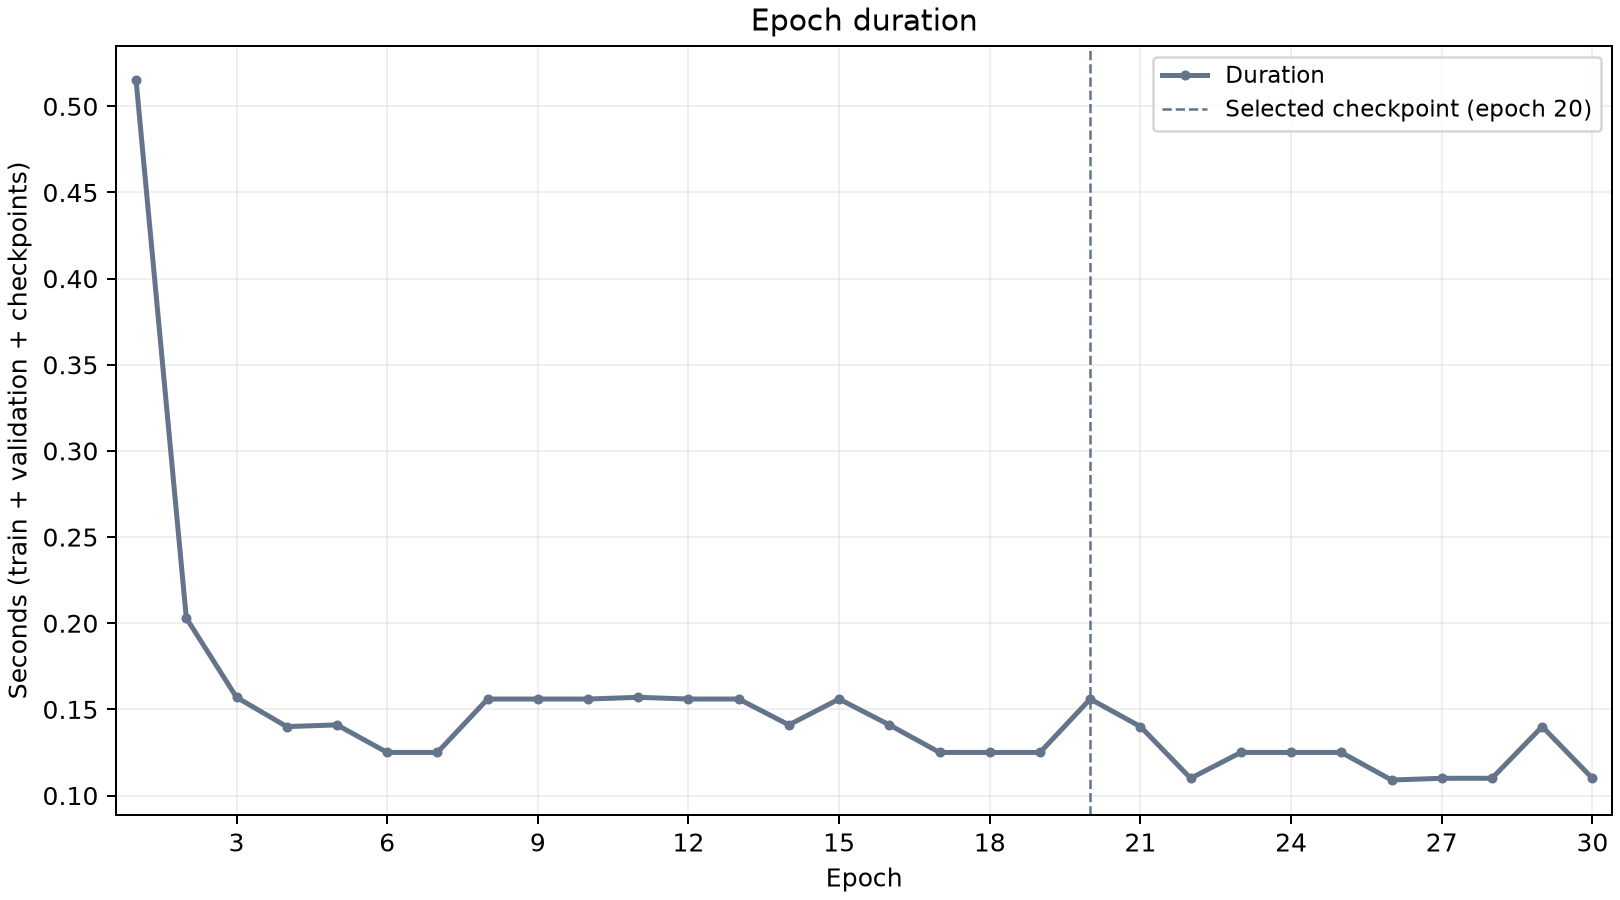 Epoch duration
Duration
Selected checkpoint (epoch 20)
Seconds (train + validation + checkpoints)
0.50
0.45
0.40
0.35
0.30
0.25
0.20
0.15
0.10
3 6 9 12 15 18 21 24 27 30
Epoch